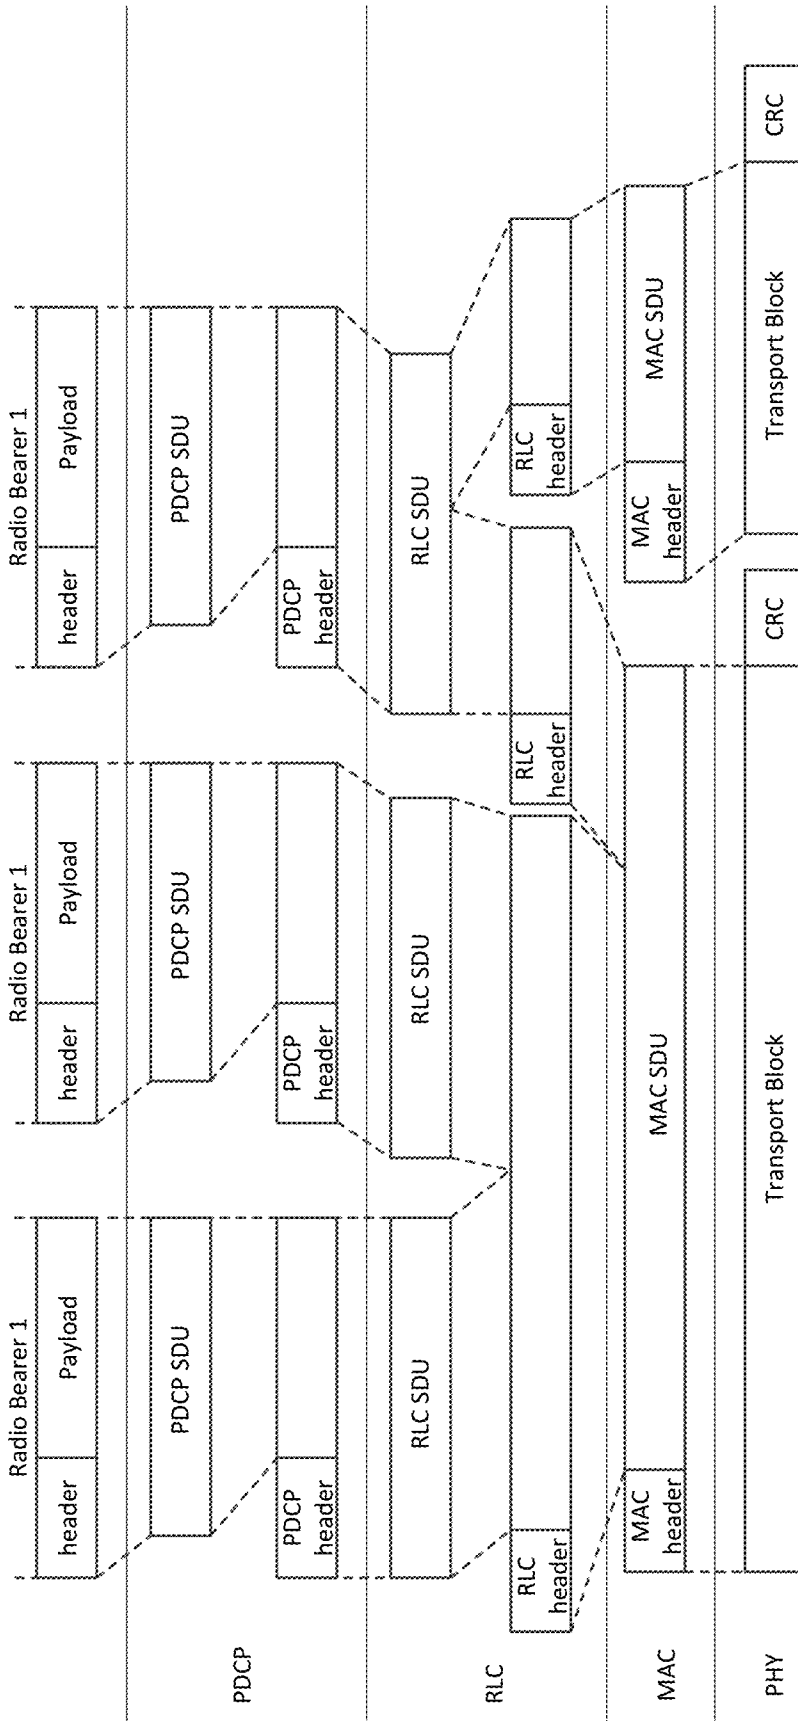 Radio Bearer 1
Radio Bearer 1
Radio Bearer 1
header
Payload
header
Payload
header
Payload
PDCP
PDCP SDU
PDCP SDU
PDCP SDU
PDCP
header
PDCP
header
PDCP
header
RLC
RLC SDU
RLC SDU
RLC SDU
RLC
header
RLC
header
RLC
header
MAC
MAC
header
MAC SDU
MAC
header
MAC SDU
PHY
Transport Block
CRC
Transport Block
CRC